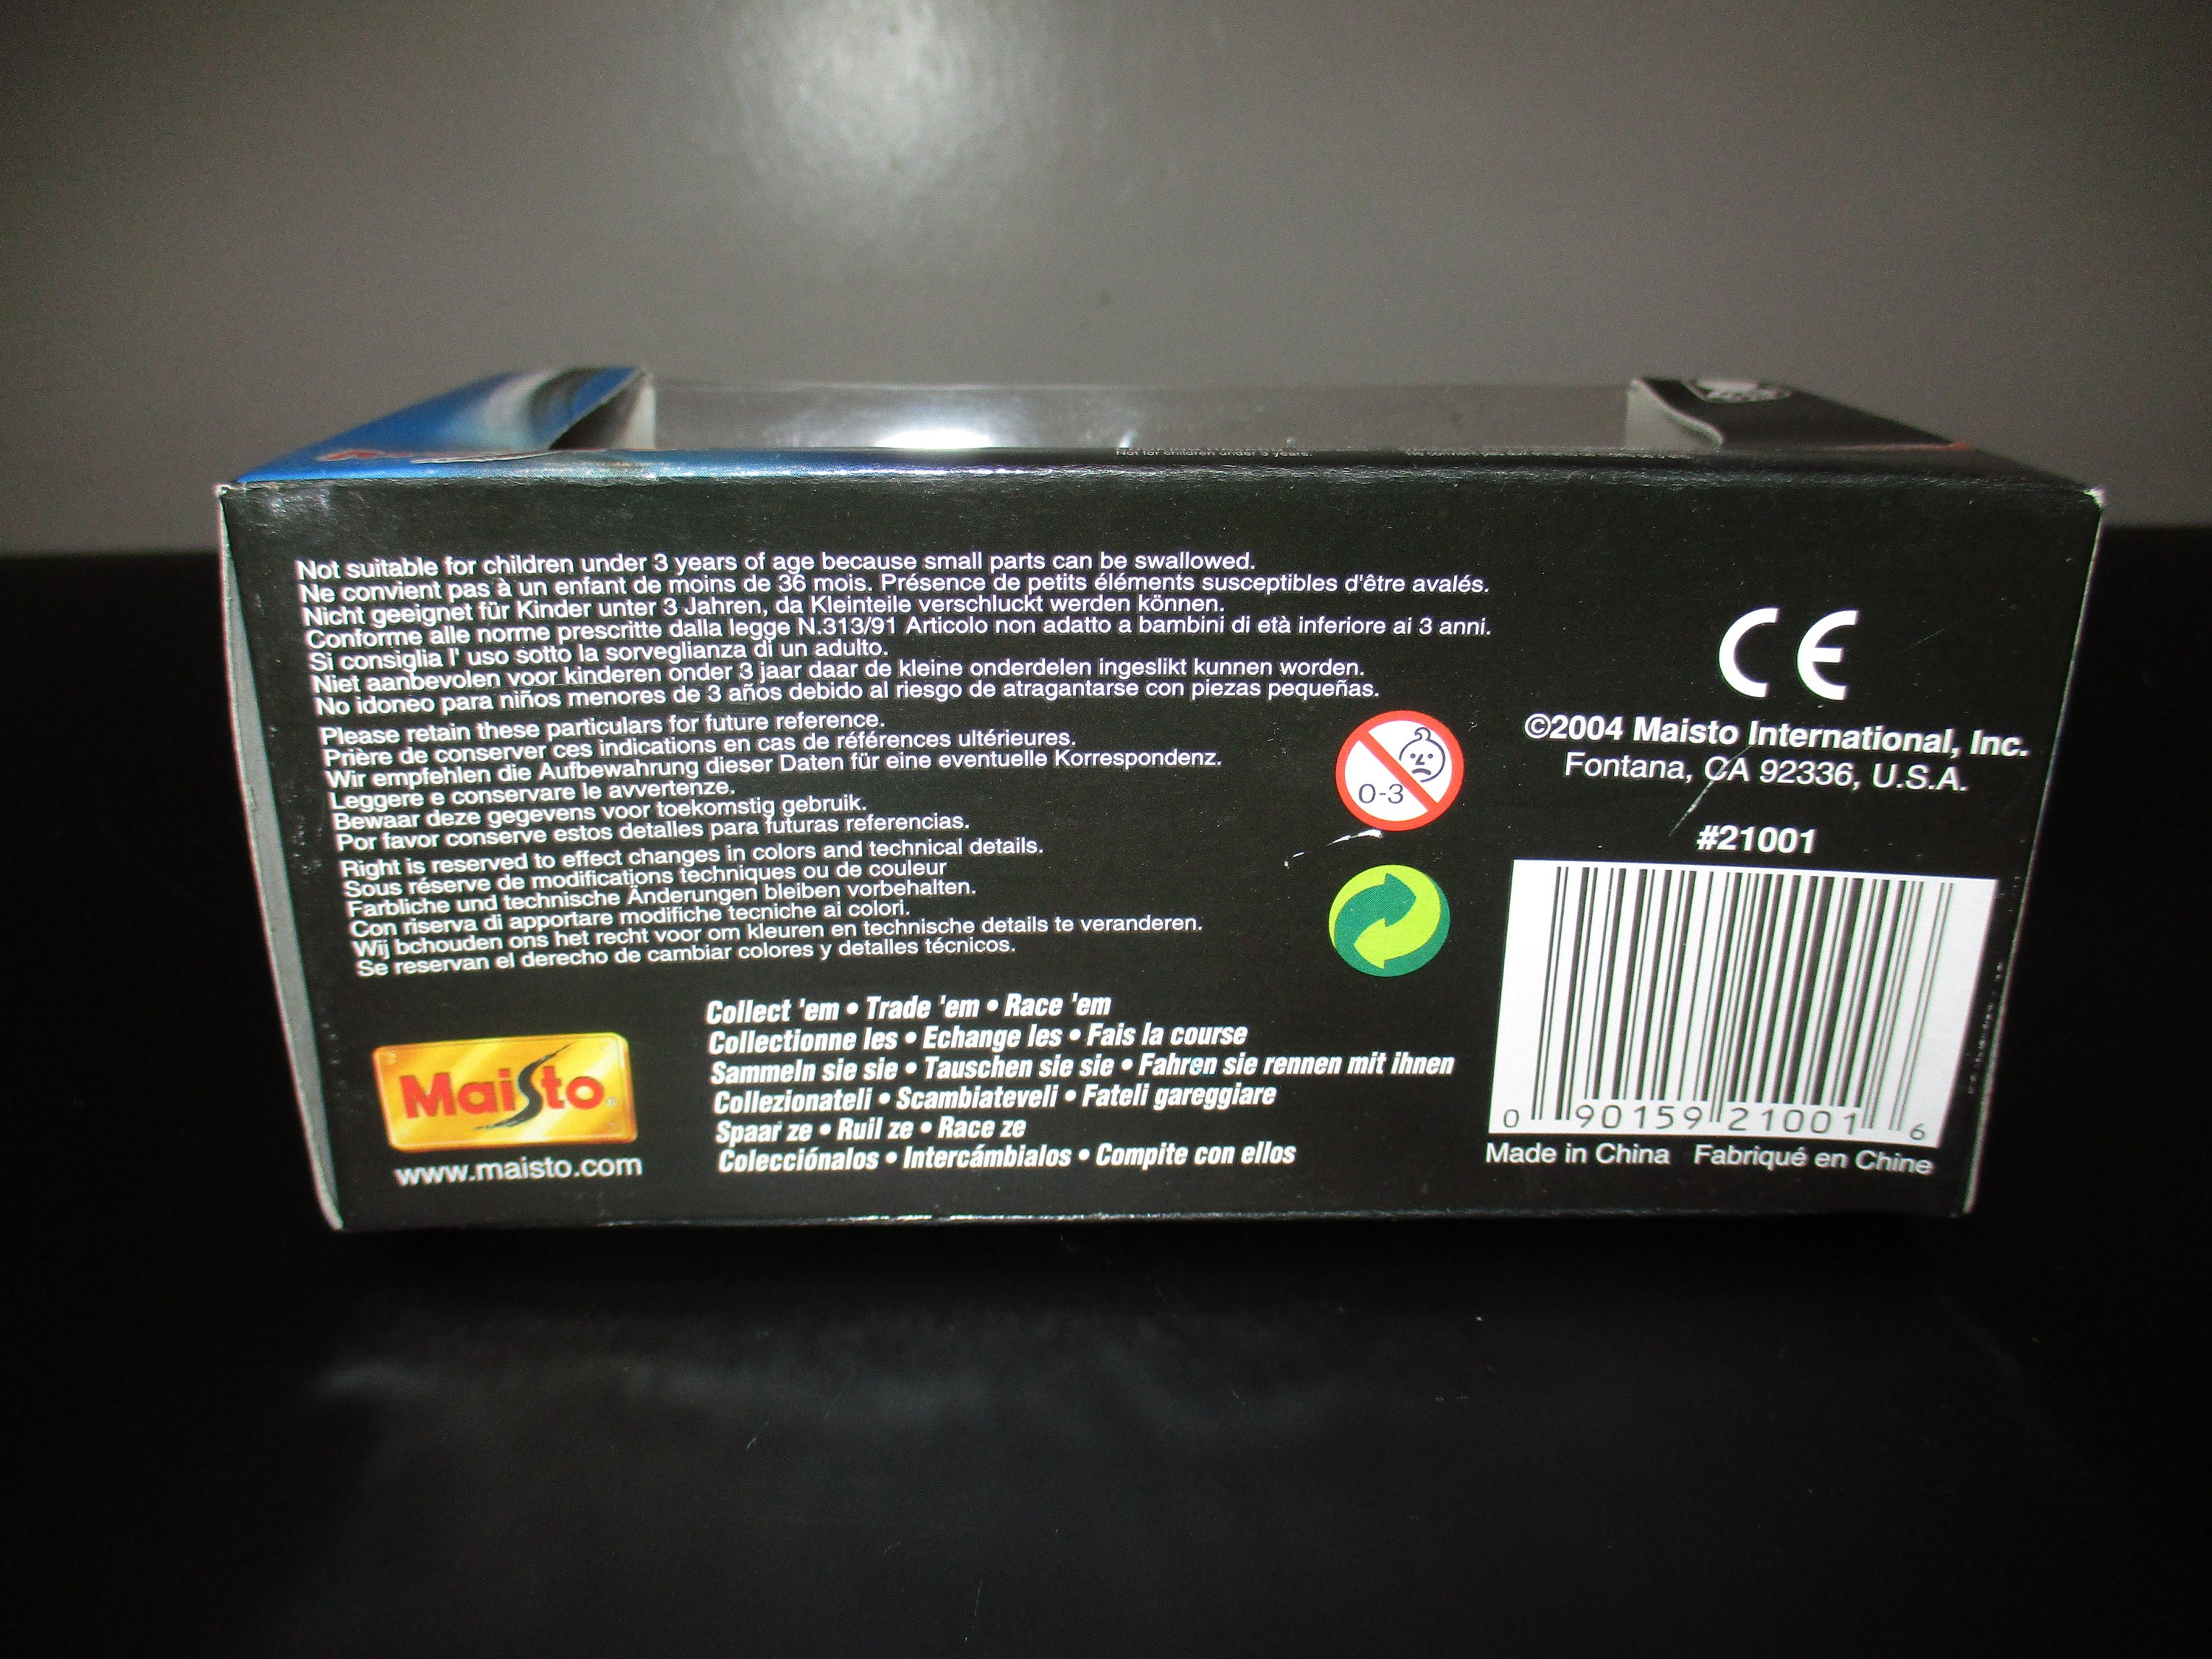 Not for children under 3 years.
Not suitable for children under 3 years of age because small parts can be swallowed.
Ne convient pas à un enfant de moins de 36 mois. Présence de petits éléments susceptibles d'être avalés.
Nicht geeignet für Kinder unter 3 Jahren, da Kleinteile verschluckt werden können.
Conforme alle norme prescritte dalla legge N.313/91 Articolo non adatto a bambini di età inferiore ai 3 anni.
Si consiglia l' uso sotto la sorveglianza di un adulto.
Niet aanbevolen voor kinderen onder 3 jaar daar de kleine onderdelen ingeslikt kunnen worden.
No idoneo para niños menores de 3 años debido al riesgo de atragantarse con piezas pequeñas.
Please retain these particulars for future reference.
Prière de conserver ces indications en cas de références ultérieures.
Wir empfehlen die Aufbewahrung dieser Daten für eine eventuelle Korrespondenz.
Leggere e conservare le avvertenze.
Bewaar deze gegevens voor toekomstig gebruik.
Por favor conserve estos detalles para futuras referencias.
Right is reserved to effect changes in colors and technical details.
Sous réserve de modifications techniques ou de couleur
Farbliche und technische Änderungen bleiben vorbehalten.
Con riserva di apportare modifiche tecniche ai colori.
Wij bchouden ons het recht voor om kleuren en technische details te veranderen.
Se reservan el derecho de cambiar colores y detalles técnicos.
0-3
CE
©2004 Maisto International, Inc.
Fontana, CA 92336, U.S.A.
#21001
0 90159 21001 6
Made in China Fabriqué en Chine
Maisto
www.maisto.com
Collect 'em • Trade 'em • Race 'em
Collectionne les • Echange les • Fais la course
Sammeln sie sie • Tauschen sie sie • Fahren sie rennen mit ihnen
Collezionateli • Scambiateveli • Fateli gareggiare
Spaar ze • Ruil ze • Race ze
Colecciónalos • Intercámbialos • Compite con ellos